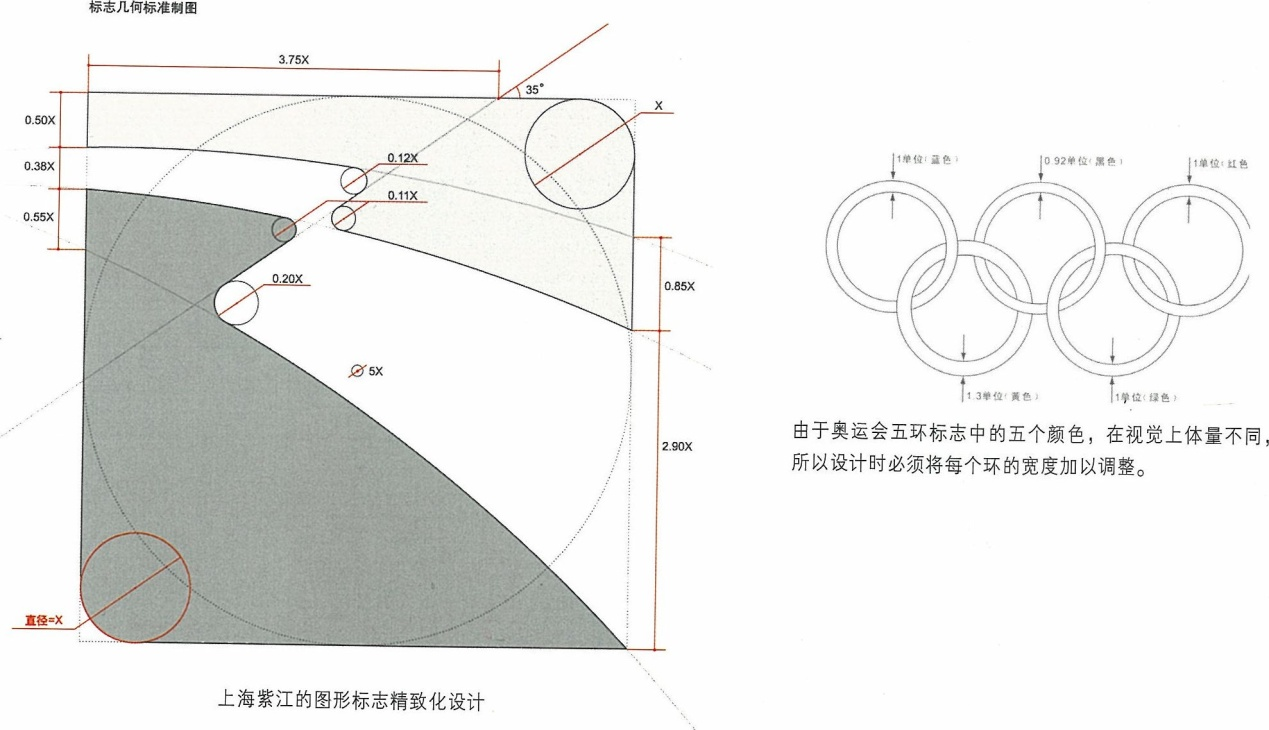 标志几何标准制图
3.75X
35°
X
0.50X
0.38X
0.55X
0.12X
0.11X
0.20X
5X
0.85X
2.90X
直径=X
上海紫江的图形标志精致化设计
1单位(蓝色)
0.92单位(黑色)
1单位(红色
1.3单位(黄色)
1单位(绿色)
由于奥运会五环标志中的五个颜色，在视觉上体量不同，
所以设计时必须将每个环的宽度加以调整。